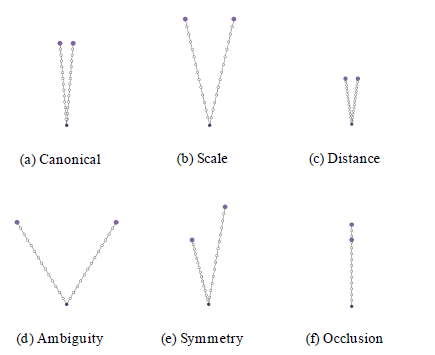 (a) Canonical
(b) Scale
(c) Distance
(d) Ambiguity
(e) Symmetry
(f) Occlusion